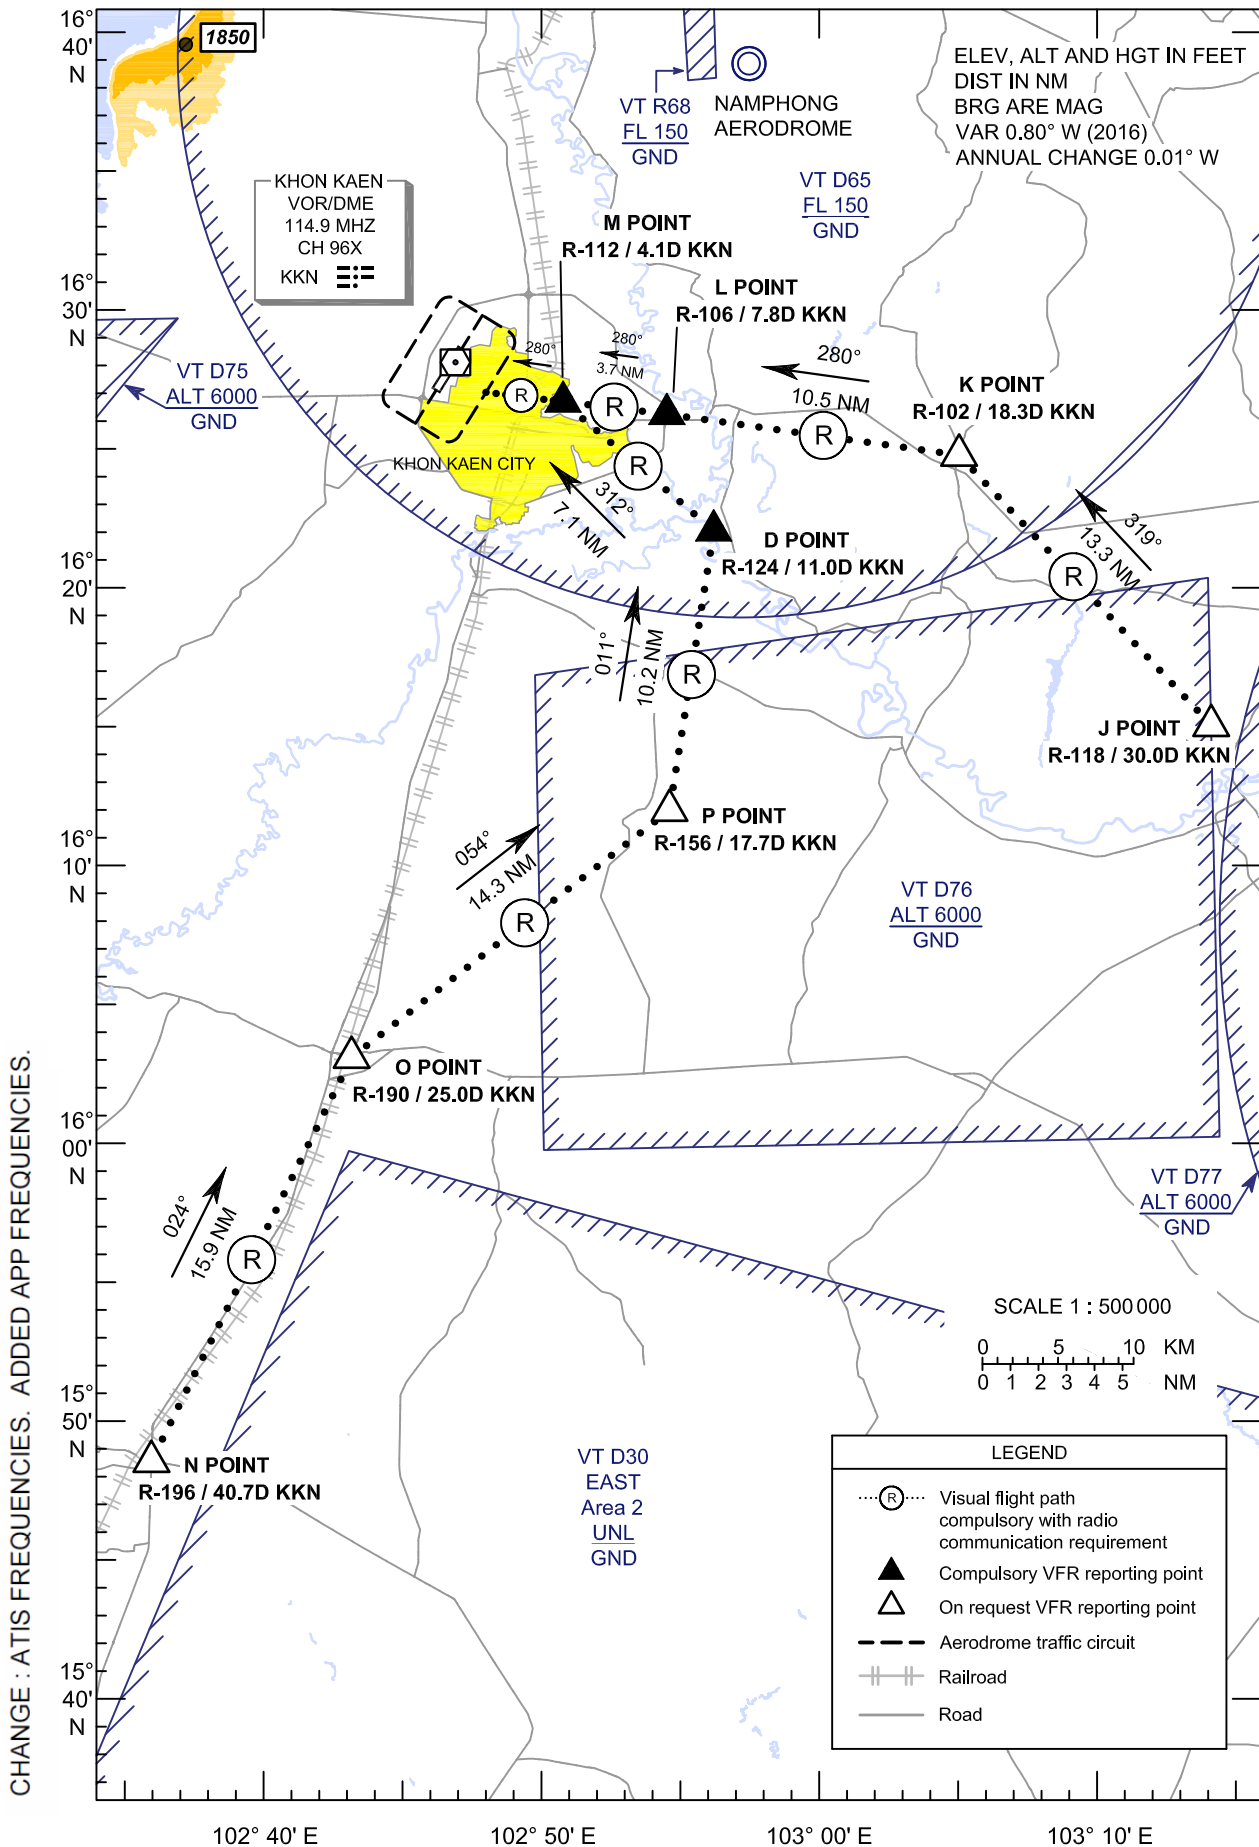 16°
40'
N
1850
ELEV, ALT AND HGT IN FEET
DIST IN NM
BRG ARE MAG
VAR 0.80° W (2016)
ANNUAL CHANGE 0.01° W
VT R68
FL 150
GND
NAMPHONG
AERODROME
VT D65
FL 150
GND
KHON KAEN
VOR/DME
114.9 MHZ
CH 96X
KKN
M POINT
R-112 / 4.1D KKN
L POINT
R-106 / 7.8D KKN
16°
30'
N
VT D75
ALT 6000
GND
280°
280°
3.7 NM
280°
10.5 NM
K POINT
R-102 / 18.3D KKN
R
R
R
KHON KAEN CITY
R
312°
7.1 NM
319°
13.3 NM
D POINT
R-124 / 11.0D KKN
16°
20'
N
R
011°
10.2 NM
R
J POINT
R-118 / 30.0D KKN
P POINT
R-156 / 17.7D KKN
16°
10'
N
054°
14.3 NM
R
VT D76
ALT 6000
GND
O POINT
R-190 / 25.0D KKN
16°
00'
N
VT D77
ALT 6000
GND
024°
15.9 NM
R
SCALE 1 : 500 000
0 5 10 KM
0 1 2 3 4 5 NM
15°
50'
N
N POINT
R-196 / 40.7D KKN
VT D30
EAST
Area 2
UNL
GND
LEGEND
R Visual flight path
compulsory with radio
communication requirement
Compulsory VFR reporting point
On request VFR reporting point
Aerodrome traffic circuit
Railroad
Road
15°
40'
N
102° 40' E
102° 50' E
103° 00' E
103° 10' E
CHANGE : ATIS FREQUENCIES. ADDED APP FREQUENCIES.